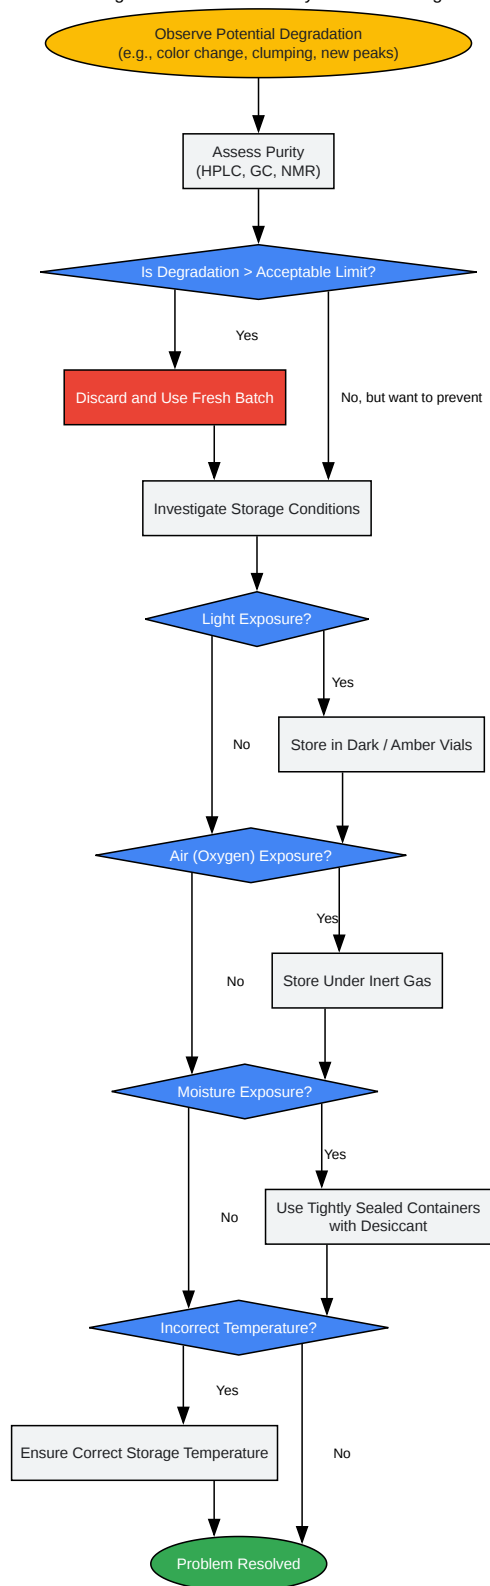 Observe Potential Degradation
(e.g., color change, clumping, new peaks)
Assess Purity
(HPLC, GC, NMR)
Is Degradation > Acceptable Limit?
Yes
Discard and Use Fresh Batch
No, but want to prevent
Investigate Storage Conditions
Light Exposure?
Yes
No
Store in Dark / Amber Vials
Air (Oxygen) Exposure?
Yes
No
Store Under Inert Gas
Moisture Exposure?
Yes
No
Use Tightly Sealed Containers
with Desiccant
Incorrect Temperature?
Yes
Ensure Correct Storage Temperature
No
Problem Resolved